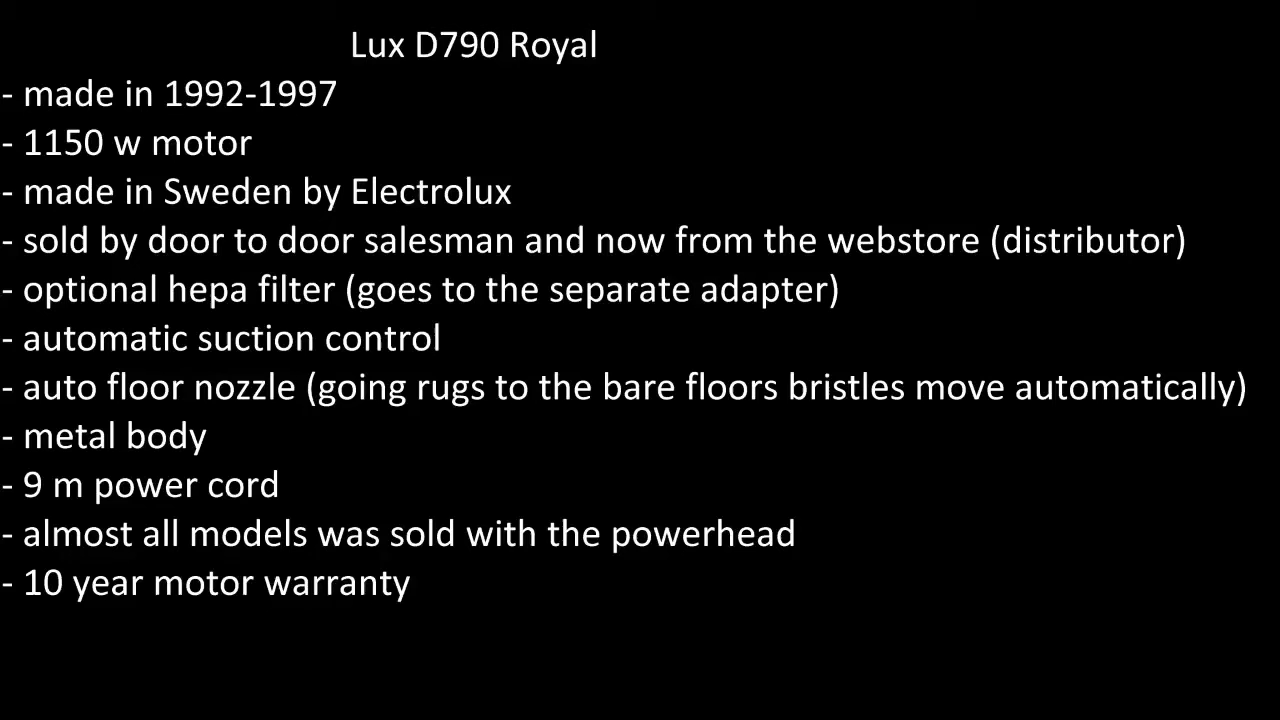 Lux D790 Royal
- made in 1992-1997
- 1150 w motor
- made in Sweden by Electrolux
- sold by door to door salesman and now from the webstore (distributor)
- optional hepa filter (goes to the separate adapter)
- automatic suction control
- auto floor nozzle (going rugs to the bare floors bristles move automatically)
- metal body
- 9 m power cord
- almost all models was sold with the powerhead
- 10 year motor warranty